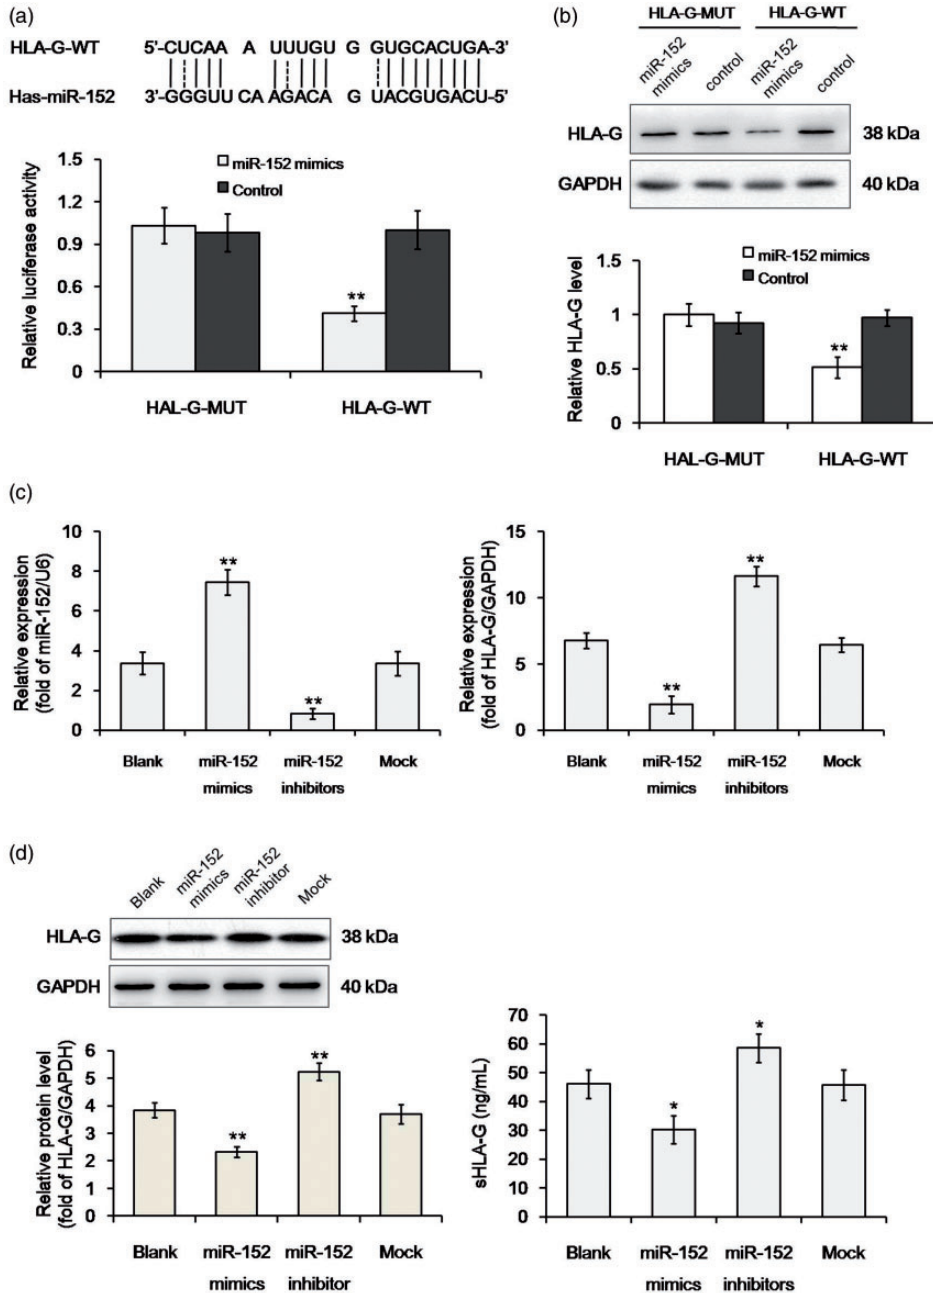 (a)
HLA-G-WT 5'-CUCAA A UUUGU G GUGCACUGA-3'
Has-miR-152 3'-GGGUU CA AGACA G UACGUGACU-5'
Relative luciferase activity
1.5
1.2
0.9
0.6
0.3
0
miR-152 mimics
Control
**
HAL-G-MUT HLA-G-WT
(b)
HLA-G-MUT HLA-G-WT
miR-152 mimics
control
miR-152 mimics
control
HLA-G 38 kDa
GAPDH 40 kDa
Relative HLA-G level
1.5
1
0.5
0
miR-152 mimics
Control
**
HAL-G-MUT HLA-G-WT
(c)
Relative expression
(fold of miR-152/U6)
10
8
6
4
2
0
**
**
Blank miR-152 miR-152 Mock
mimics inhibitors
Relative expression
(fold of HLA-G/GAPDH)
15
10
5
0
**
**
Blank miR-152 miR-152 Mock
mimics inhibitors
(d)
Blank
miR-152
mimics
miR-152
inhibitor
Mock
HLA-G 38 kDa
GAPDH 40 kDa
Relative protein level
(fold of HLA-G/GAPDH)
6
5
4
3
2
1
0
**
**
Blank miR-152 miR-152 Mock
mimics inhibitor
sHLA-G (ng/mL)
70
60
50
40
30
20
10
0
*
*
Blank miR-152 miR-152 Mock
mimics inhibitors